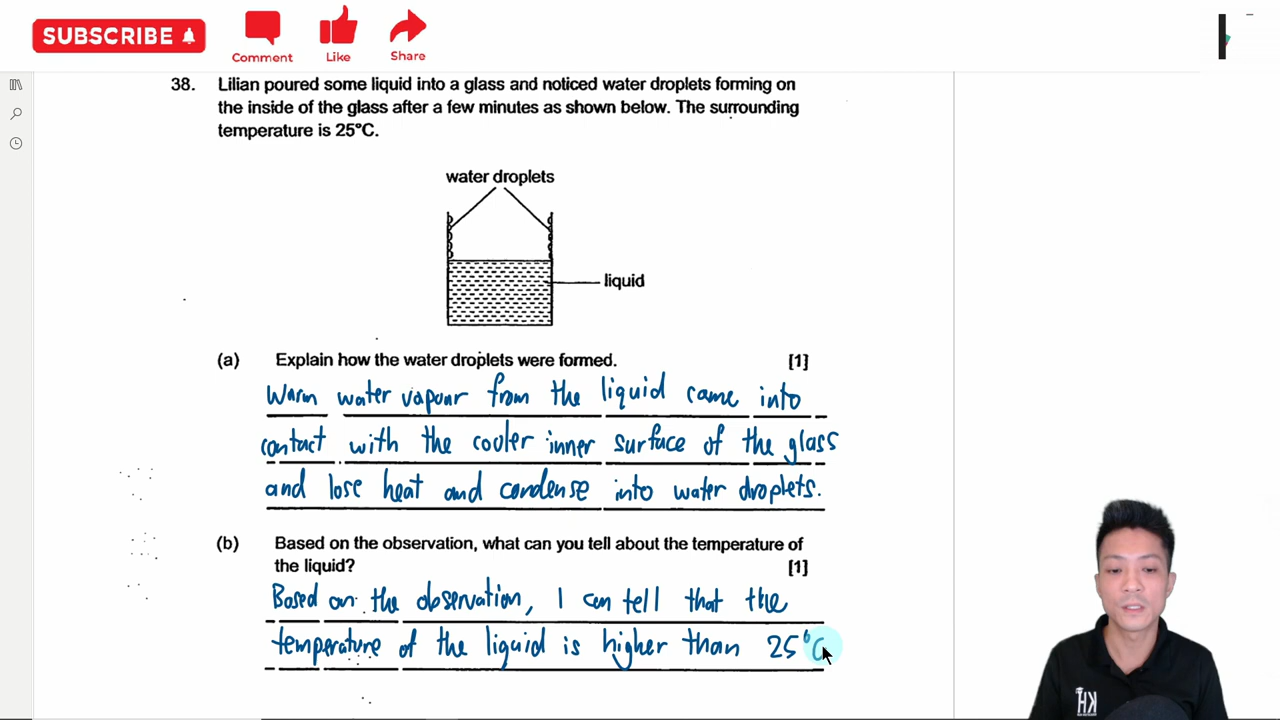 SUBSCRIBE
Comment
Like
Share
38. Lilian poured some liquid into a glass and noticed water droplets forming on
the inside of the glass after a few minutes as shown below. The surrounding
temperature is 25°C.
water droplets
liquid
(a) Explain how the water droplets were formed. [1]
Warm water vapour from the liquid came into
contact with the cooler inner surface of the glass
and lose heat and condense into water droplets.
(b) Based on the observation, what can you tell about the temperature of
the liquid? [1]
Based on the observation, I can tell that the
temperature of the liquid is higher than 25°C
KH